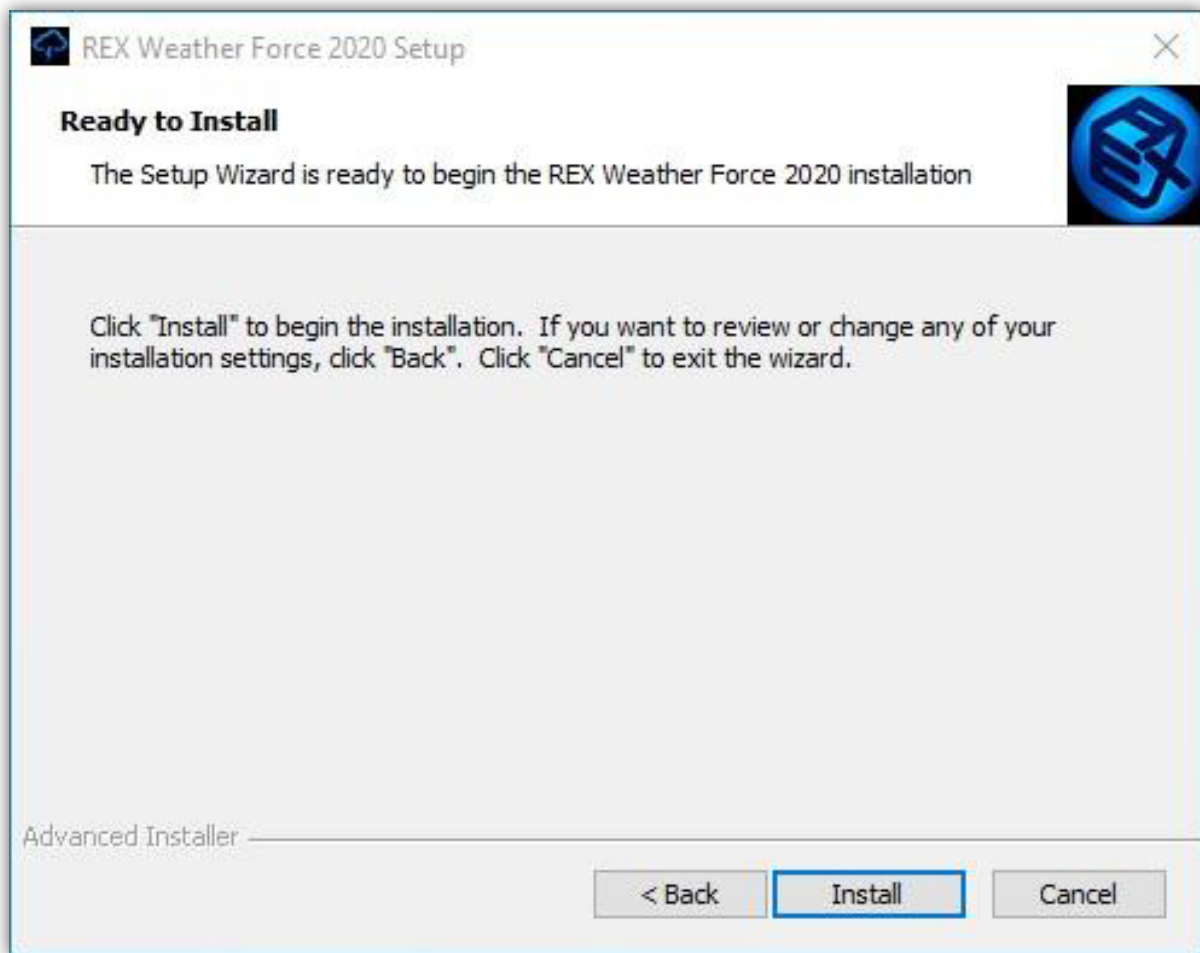 REX Weather Force 2020 Setup
Ready to Install
The Setup Wizard is ready to begin the REX Weather Force 2020 installation
REX
Click "Install" to begin the installation.  If you want to review or change any of your
installation settings, click "Back".  Click "Cancel" to exit the wizard.
Advanced Installer
< Back
Install
Cancel